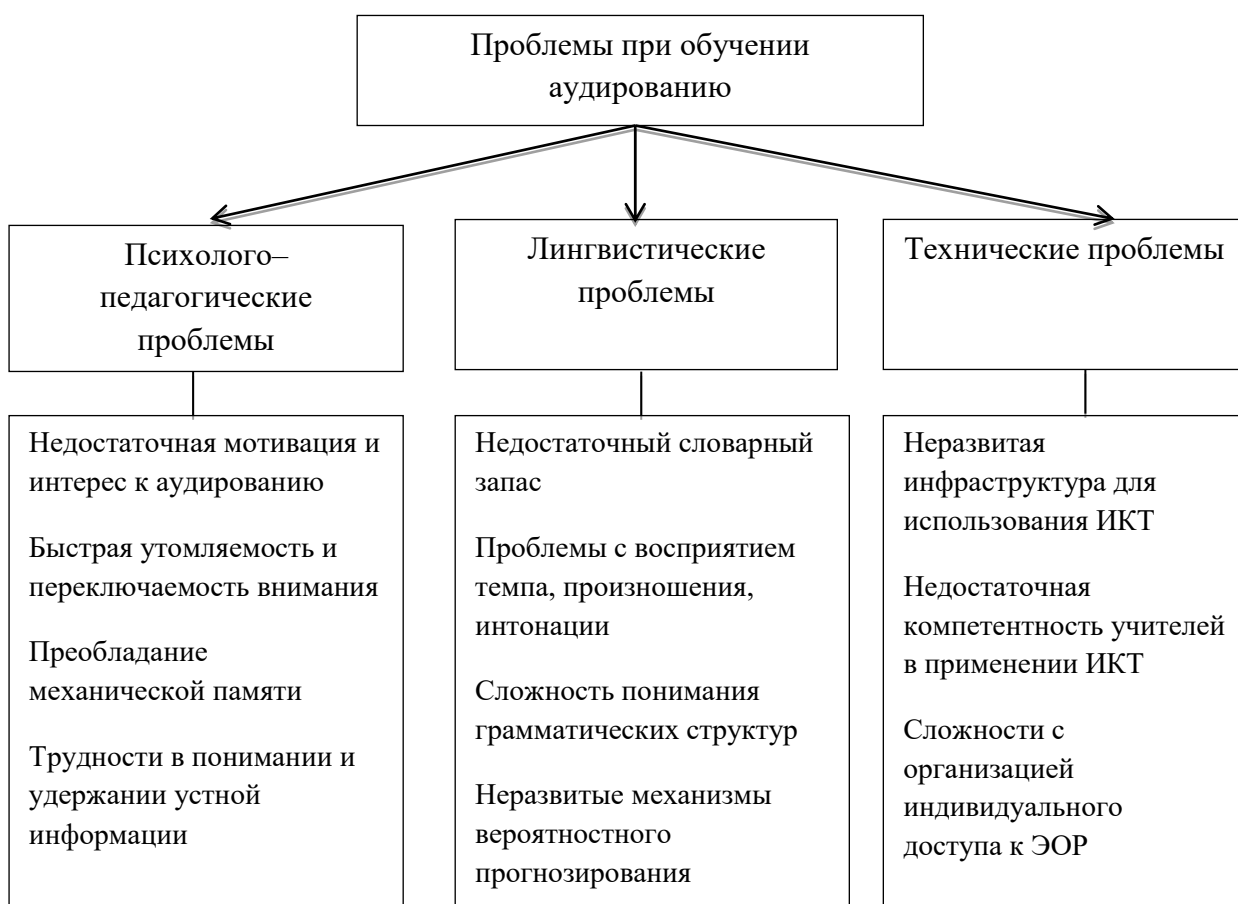 Проблемы при обучении
аудированию
Психолого–
педагогические
проблемы
Лингвистические
проблемы
Технические проблемы
Недостаточная мотивация и
интерес к аудированию
Быстрая утомляемость и
переключаемость внимания
Преобладание
механической памяти
Трудности в понимании и
удержании устной
информации
Недостаточный словарный
запас
Проблемы с восприятием
темпа, произношения,
интонации
Сложность понимания
грамматических структур
Неразвитые механизмы
вероятностного
прогнозирования
Неразвитая
инфраструктура для
использования ИКТ
Недостаточная
компетентность учителей
в применении ИКТ
Сложности с
организацией
индивидуального
доступа к ЭОР